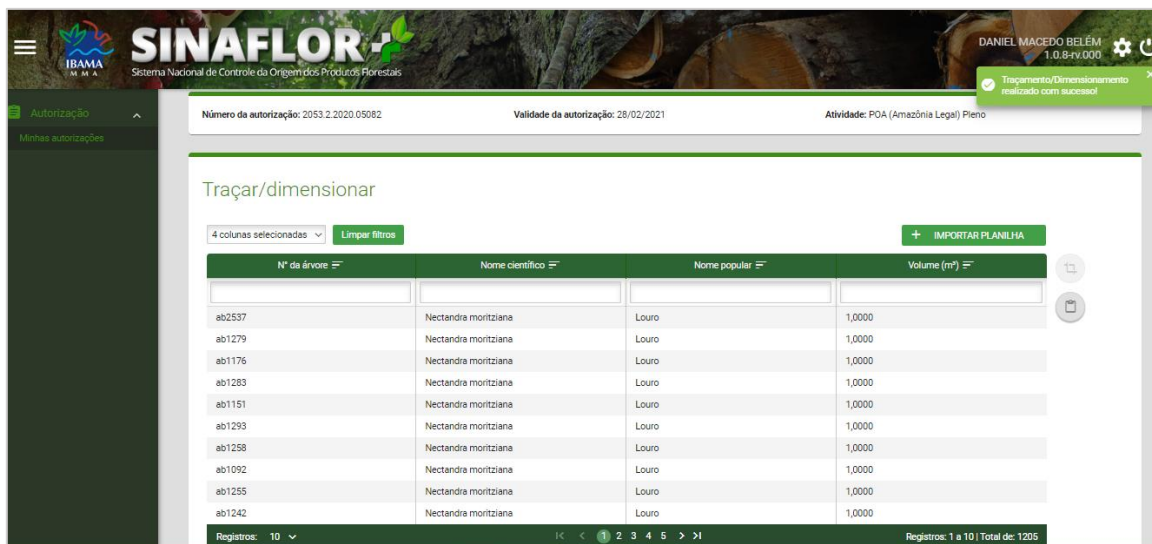 IBAMA
M M A
SINAFLOR+
Sistema Nacional de Controle da Origem dos Produtos Florestais
DANIEL MACEDO BELÉM
1.0.8-rv.000
Traçamento/Dimensionamento
realizado com sucesso!
×
Autorização
Minhas autorizações
Número da autorização: 2053.2.2020.05082 Validade da autorização: 28/02/2021 Atividade: POA (Amazônia Legal) Pleno
Traçar/dimensionar
4 colunas selecionadas Limpar filtros + IMPORTAR PLANILHA
N° da árvore Nome científico Nome popular Volume (m³)
ab2537 Nectandra moritziana Louro 1,0000
ab1279 Nectandra moritziana Louro 1,0000
ab1176 Nectandra moritziana Louro 1,0000
ab1283 Nectandra moritziana Louro 1,0000
ab1151 Nectandra moritziana Louro 1,0000
ab1293 Nectandra moritziana Louro 1,0000
ab1258 Nectandra moritziana Louro 1,0000
ab1092 Nectandra moritziana Louro 1,0000
ab1255 Nectandra moritziana Louro 1,0000
ab1242 Nectandra moritziana Louro 1,0000
Registros: 10 1 2 3 4 5 Registros: 1 a 10 | Total de: 1205